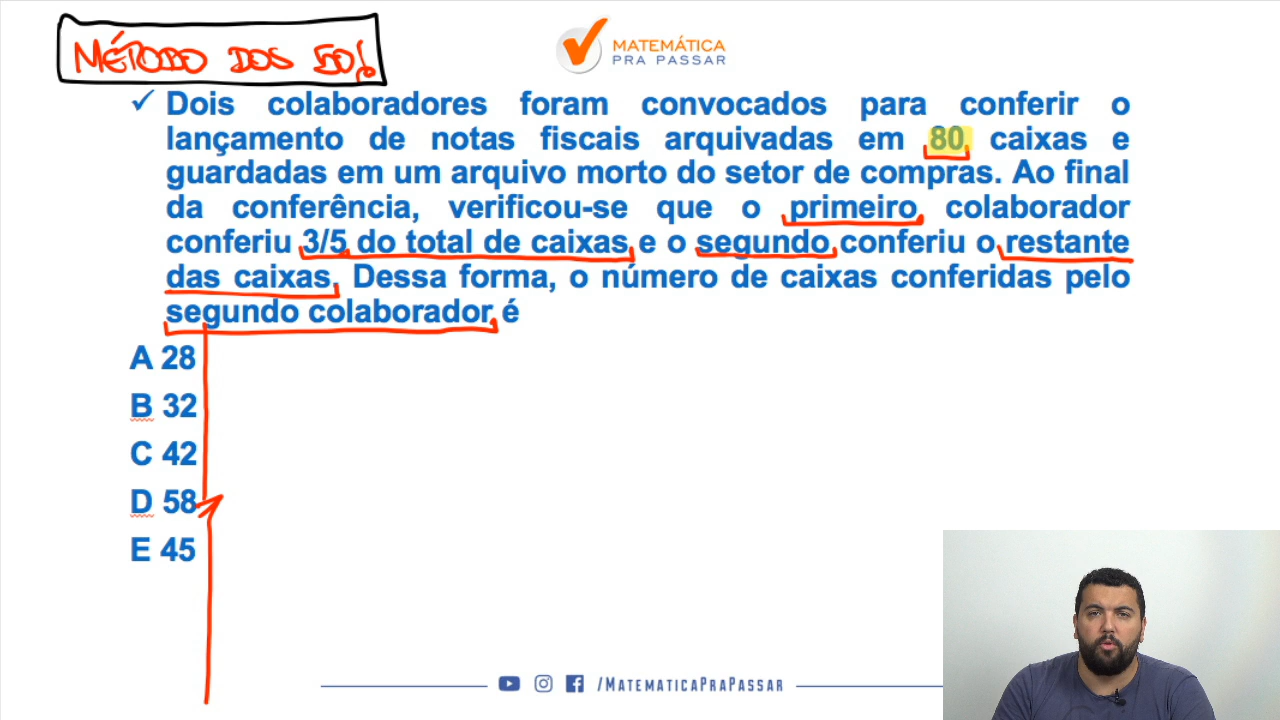 MÉTODO DOS 50!
MATEMÁTICA
PRA PASSAR
✓ Dois colaboradores foram convocados para conferir o
lançamento de notas fiscais arquivadas em 80 caixas e
guardadas em um arquivo morto do setor de compras. Ao final
da conferência, verificou-se que o primeiro colaborador
conferiu 3/5 do total de caixas e o segundo conferiu o restante
das caixas. Dessa forma, o número de caixas conferidas pelo
segundo colaborador é
A 28
B 32
C 42
D 58
E 45
/MATEMATICAPRAPASSAR